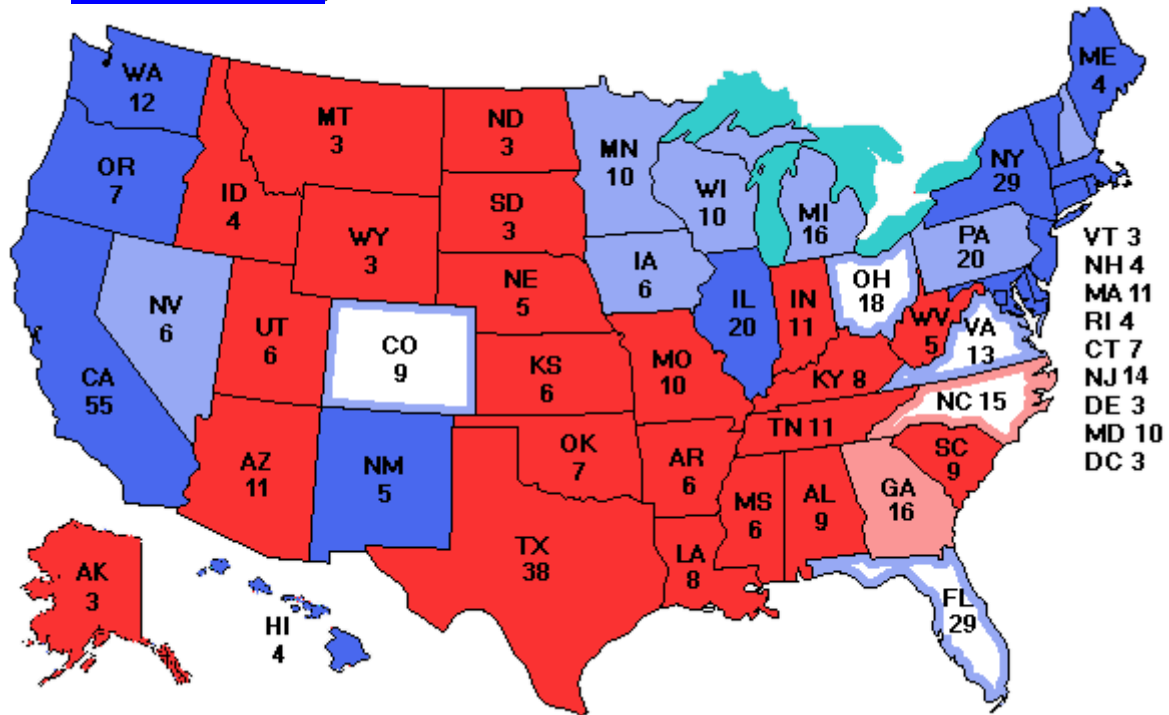 WA
12
OR
7
CA
55
NV
6
ID
4
MT
3
WY
3
UT
6
AZ
11
CO
9
NM
5
ND
3
SD
3
NE
5
KS
6
OK
7
TX
38
MN
10
IA
6
MO
10
AR
6
LA
8
WI
10
IL
20
MI
16
IN
11
OH
18
KY 8
TN 11
MS
6
AL
9
GA
16
FL
29
SC
9
NC 15
VA
13
WV
5
PA
20
NY
29
ME
4
VT 3
NH 4
MA 11
RI 4
CT 7
NJ 14
DE 3
MD 10
DC 3
AK
3
HI
4